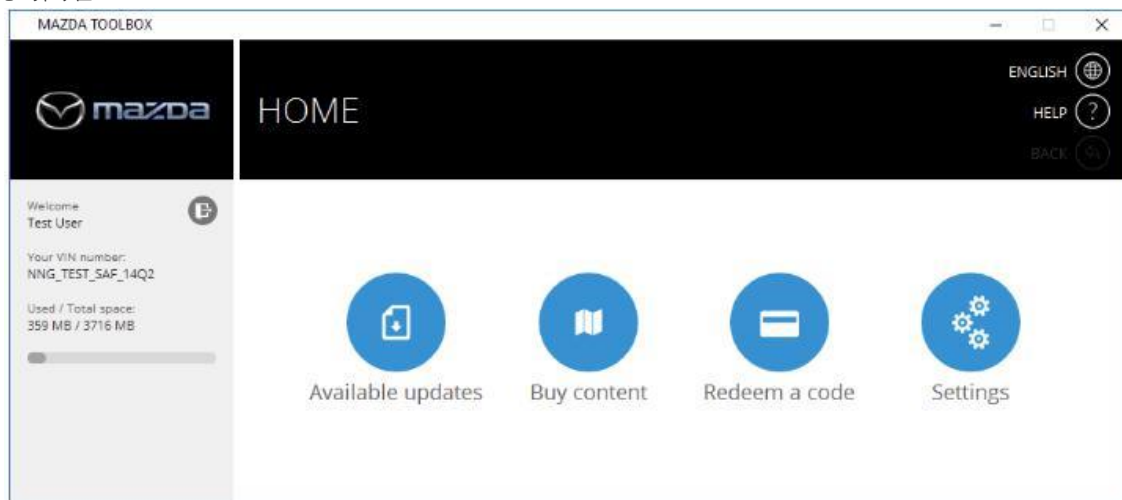 MAZDA TOOLBOX
mazda
HOME
ENGLISH
HELP
?
BACK
Welcome
Test User
Your VIN number:
NNG_TEST_SAF_14Q2
Used / Total space:
359 MB / 3716 MB
Available updates
Buy content
Redeem a code
Settings